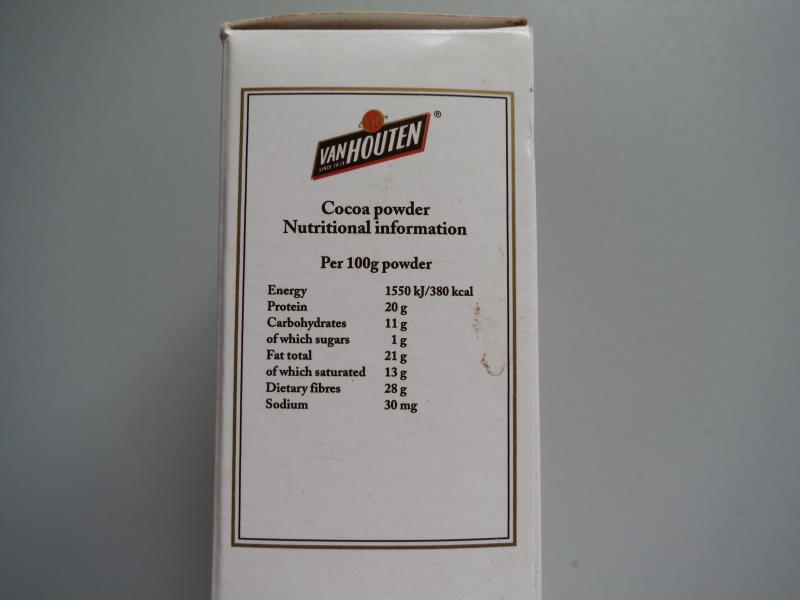 VH
VAN HOUTEN ®
SINCE 1828
Cocoa powder
Nutritional information
Per 100g powder
Energy 1550 kJ/380 kcal
Protein 20 g
Carbohydrates 11 g
of which sugars 1 g
Fat total 21 g
of which saturated 13 g
Dietary fibres 28 g
Sodium 30 mg